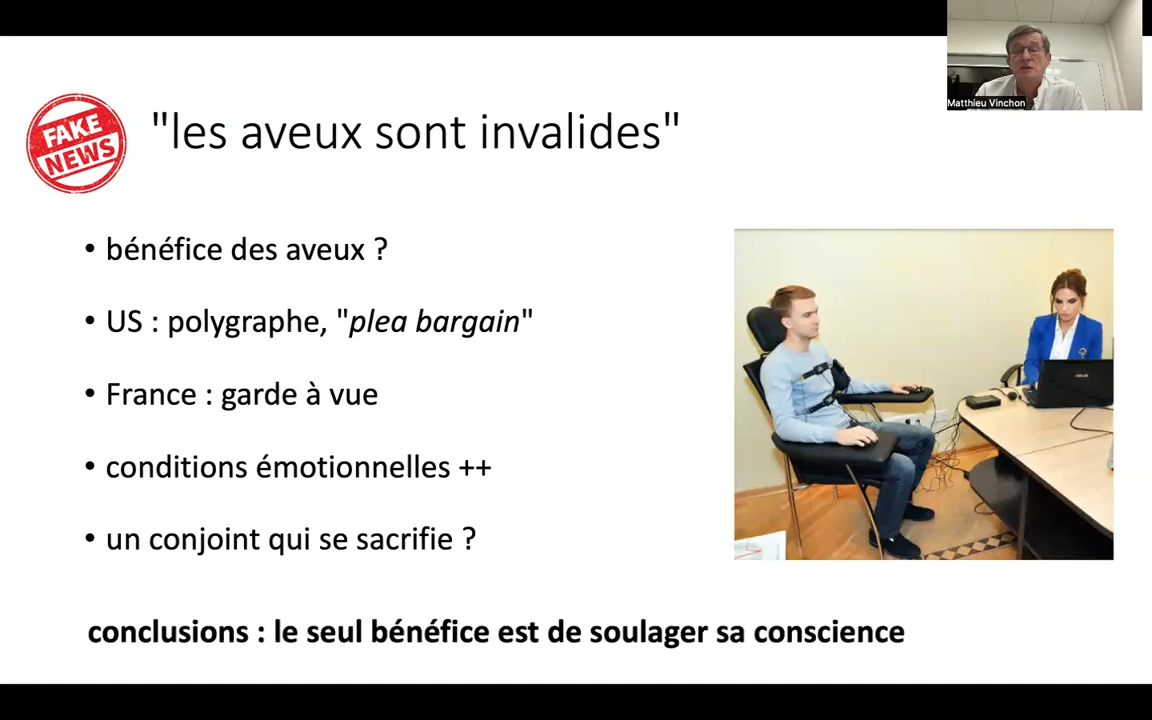 Matthieu Vinchon
FAKE
NEWS
"les aveux sont invalides"
• bénéfice des aveux ?
• US : polygraphe, "plea bargain"
• France : garde à vue
• conditions émotionnelles ++
• un conjoint qui se sacrifie ?
conclusions : le seul bénéfice est de soulager sa conscience